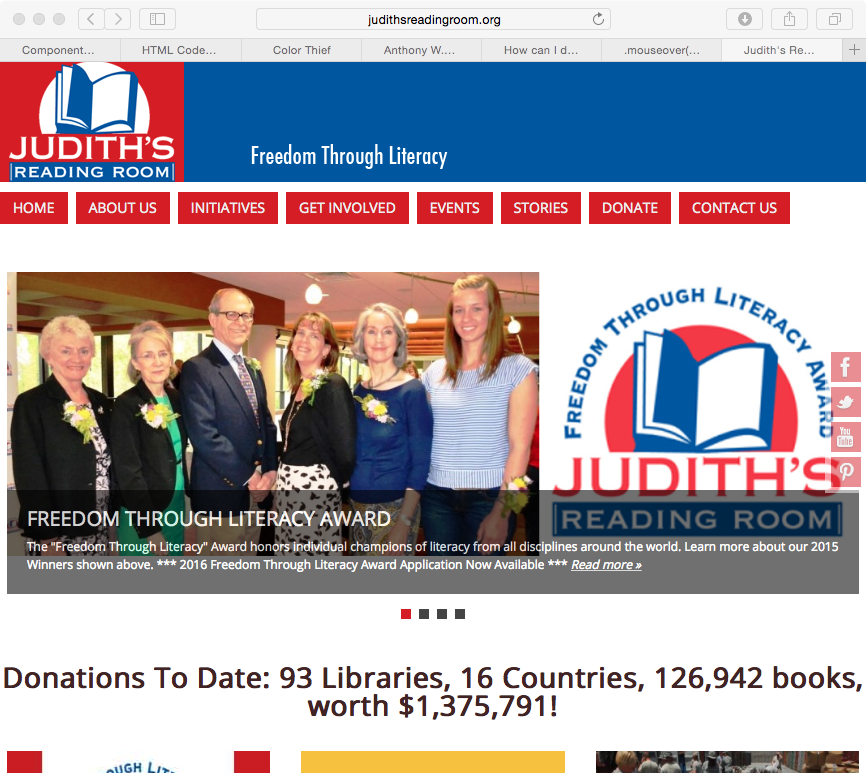 judithsreadingroom.org
Component... HTML Code... Color Thief Anthony W.... How can I d... .mouseover(... Judith's Re...
JUDITH'S
READING ROOM
Freedom Through Literacy
HOME ABOUT US INITIATIVES GET INVOLVED EVENTS STORIES DONATE CONTACT US
FREEDOM THROUGH LITERACY AWARD
JUDITH'S
READING ROOM
You
Tube
FREEDOM THROUGH LITERACY AWARD
The "Freedom Through Literacy" Award honors individual champions of literacy from all disciplines around the world. Learn more about our 2015
Winners shown above. *** 2016 Freedom Through Literacy Award Application Now Available *** Read more »
Donations To Date: 93 Libraries, 16 Countries, 126,942 books,
worth $1,375,791!